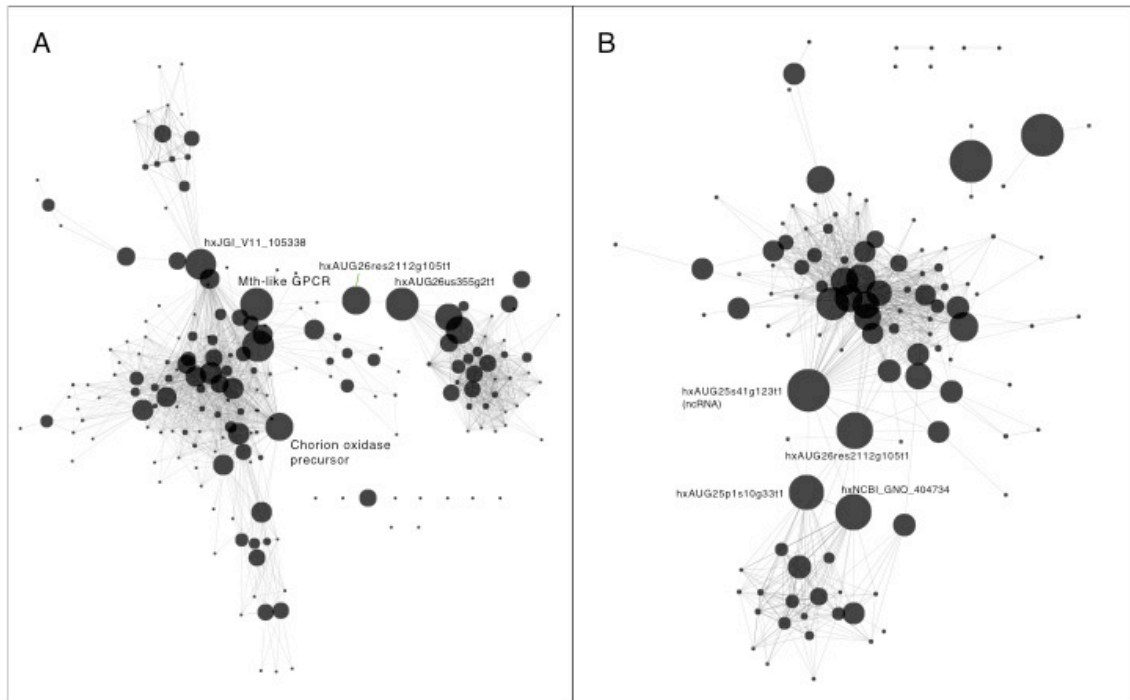 A
B
hxJGI_V11_105338
hxAUG26res2112g105t1
Mth-like GPCR
hxAUG26us355g2t1
Chorion oxidase
precursor
hxAUG25s41g123t1
(ncRNA)
hxAUG26res2112g105t1
hxAUG25p1s10g33t1
hxNCBI_GNO_404734